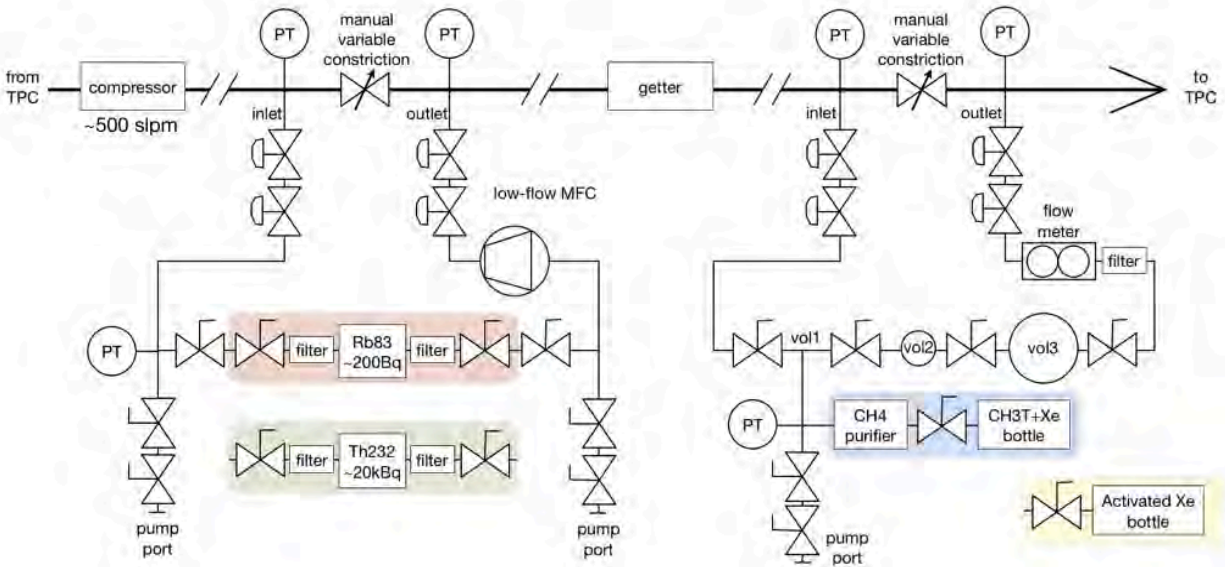 PT
manual
variable
constriction
PT
PT
manual
variable
constriction
PT
from
TPC
compressor
~500 slpm
getter
to
TPC
inlet
outlet
inlet
outlet
low-flow MFC
flow
meter
filter
PT
filter
Rb83
~200Bq
filter
vol1
vol2
vol3
filter
Th232
~20kBq
filter
PT
CH4
purifier
CH3T+Xe
bottle
Activated Xe
bottle
pump
port
pump
port
pump
port